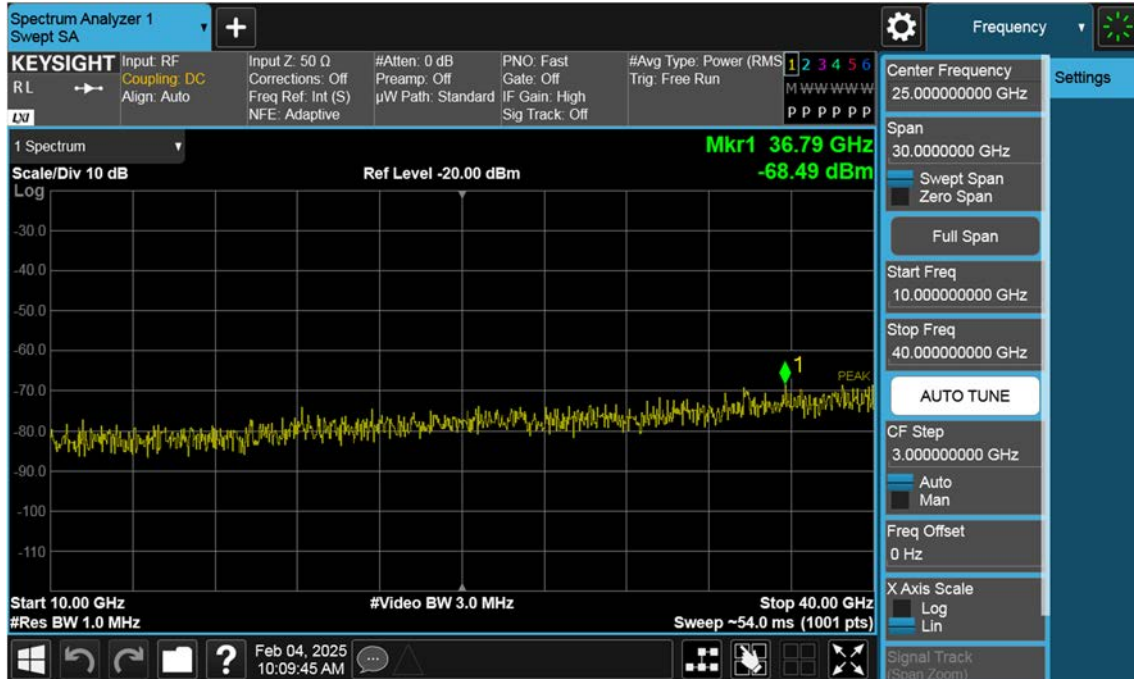 Spectrum Analyzer 1
Swept SA
+
Frequency
KEYSIGHT
RL
LXI
Input: RF
Coupling: DC
Align: Auto
Input Z: 50 Ω
Corrections: Off
Freq Ref: Int (S)
NFE: Adaptive
#Atten: 0 dB
Preamp: Off
µW Path: Standard
PNO: Fast
Gate: Off
IF Gain: High
Sig Track: Off
#Avg Type: Power (RMS
Trig: Free Run
1 2 3 4 5 6
M W W W W W
P P P P P P
1 Spectrum
Mkr1 36.79 GHz
-68.49 dBm
Scale/Div 10 dB
Ref Level -20.00 dBm
Log
-30.0
-40.0
-50.0
-60.0
-70.0
-80.0
-90.0
-100
-110
1
PEAK
Start 10.00 GHz
#Res BW 1.0 MHz
#Video BW 3.0 MHz
Stop 40.00 GHz
Sweep ~54.0 ms (1001 pts)
Center Frequency
25.000000000 GHz
Span
30.0000000 GHz
Swept Span
Zero Span
Full Span
Start Freq
10.000000000 GHz
Stop Freq
40.000000000 GHz
AUTO TUNE
CF Step
3.000000000 GHz
Auto
Man
Freq Offset
0 Hz
X Axis Scale
Log
Lin
Signal Track
(Span Zoom)
Settings
?
Feb 04, 2025
10:09:45 AM